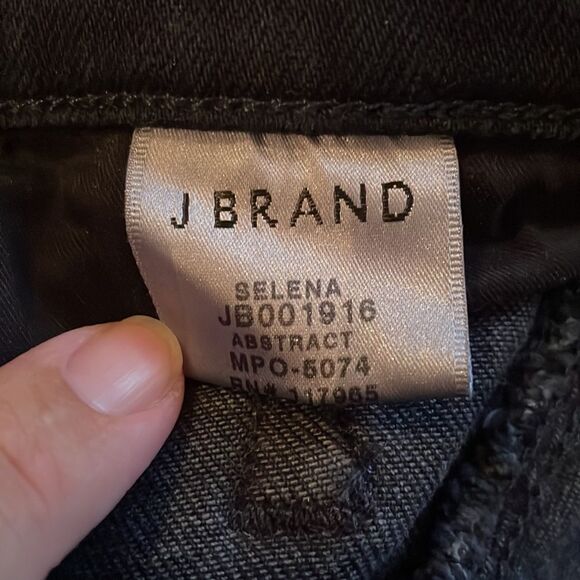 J BRAND
SELENA
JB001916
ABSTRACT
MPO-5074
RN# 117965